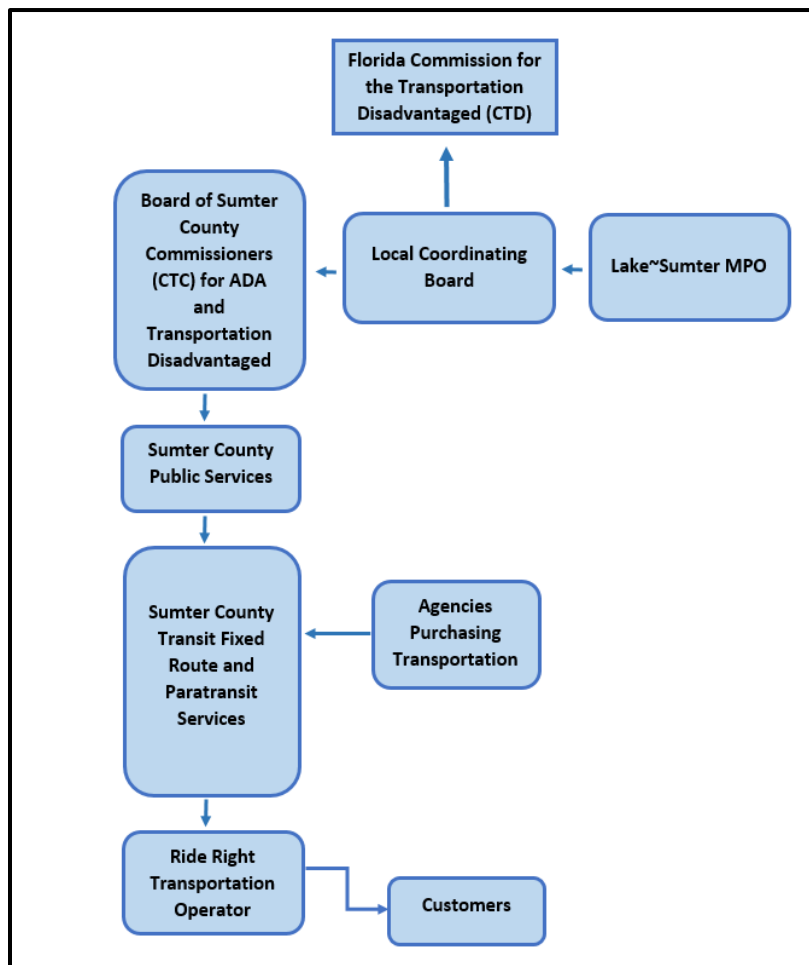 Florida Commission for
the Transportation
Disadvantaged (CTD)
Board of Sumter
County
Commissioners
(CTC) for ADA
and
Transportation
Disadvantaged
Local Coordinating
Board
Lake~Sumter MPO
Sumter County
Public Services
Sumter County
Transit Fixed
Route and
Paratransit
Services
Agencies
Purchasing
Transportation
Ride Right
Transportation
Operator
Customers